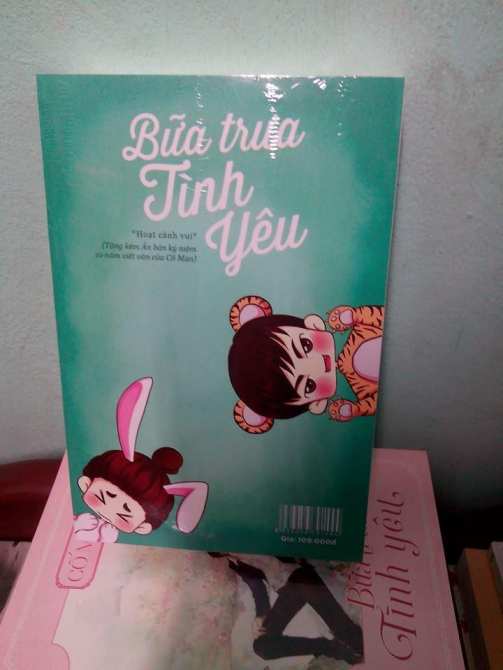 Bữa trưa
Tình
Yêu
"Hoạt cảnh vui"
(Tặng kèm Ấn bản kỷ niệm
10 năm viết văn của Cố Mạn)
Giá: 109.000đ
CỐ
Bữa
Tình yêu